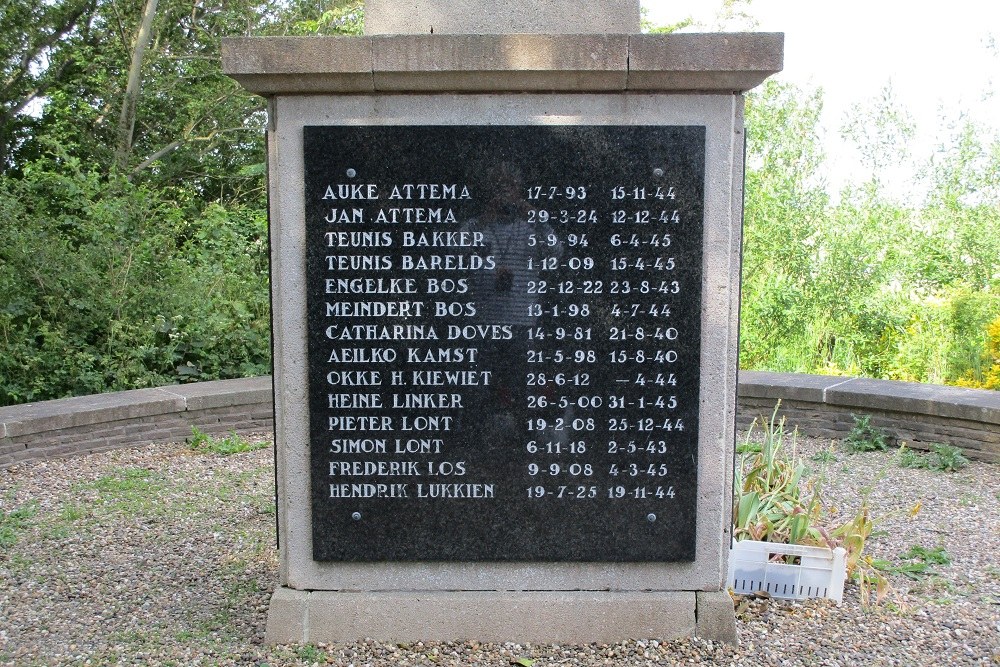 AUKE ATTEMA 17-7-93 15-11-44
JAN ATTEMA 29-3-24 12-12-44
TEUNIS BAKKER 5-9-94 6-4-45
TEUNIS BARELDS 1-12-09 15-4-45
ENGELKE BOS 22-12-22 23-8-43
MEINDERT BOS 13-1-98 4-7-44
CATHARINA DOVES 14-9-81 21-8-40
AEILKO KAMST 21-5-98 15-8-40
OKKE H. KIEWIET 28-6-12 — -4-44
HEINE LINKER 26-5-00 31-1-45
PIETER LONT 19-2-08 25-12-44
SIMON LONT 6-11-18 2-5-43
FREDERIK LOS 9-9-08 4-3-45
HENDRIK LUKKIEN 19-7-25 19-11-44